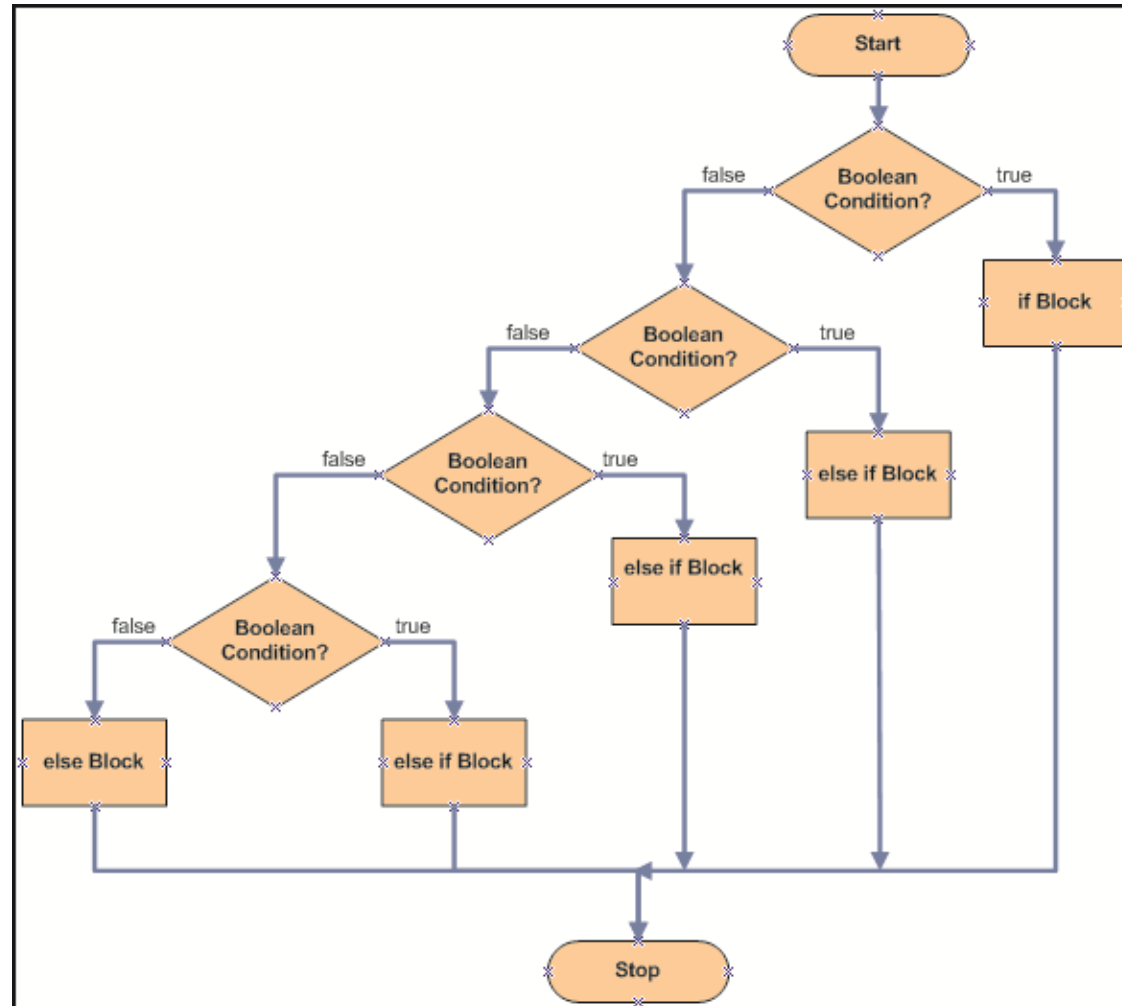 Start
false
Boolean
Condition?
true
if Block
false
Boolean
Condition?
true
else if Block
false
Boolean
Condition?
true
else if Block
false
Boolean
Condition?
true
else Block
else if Block
Stop